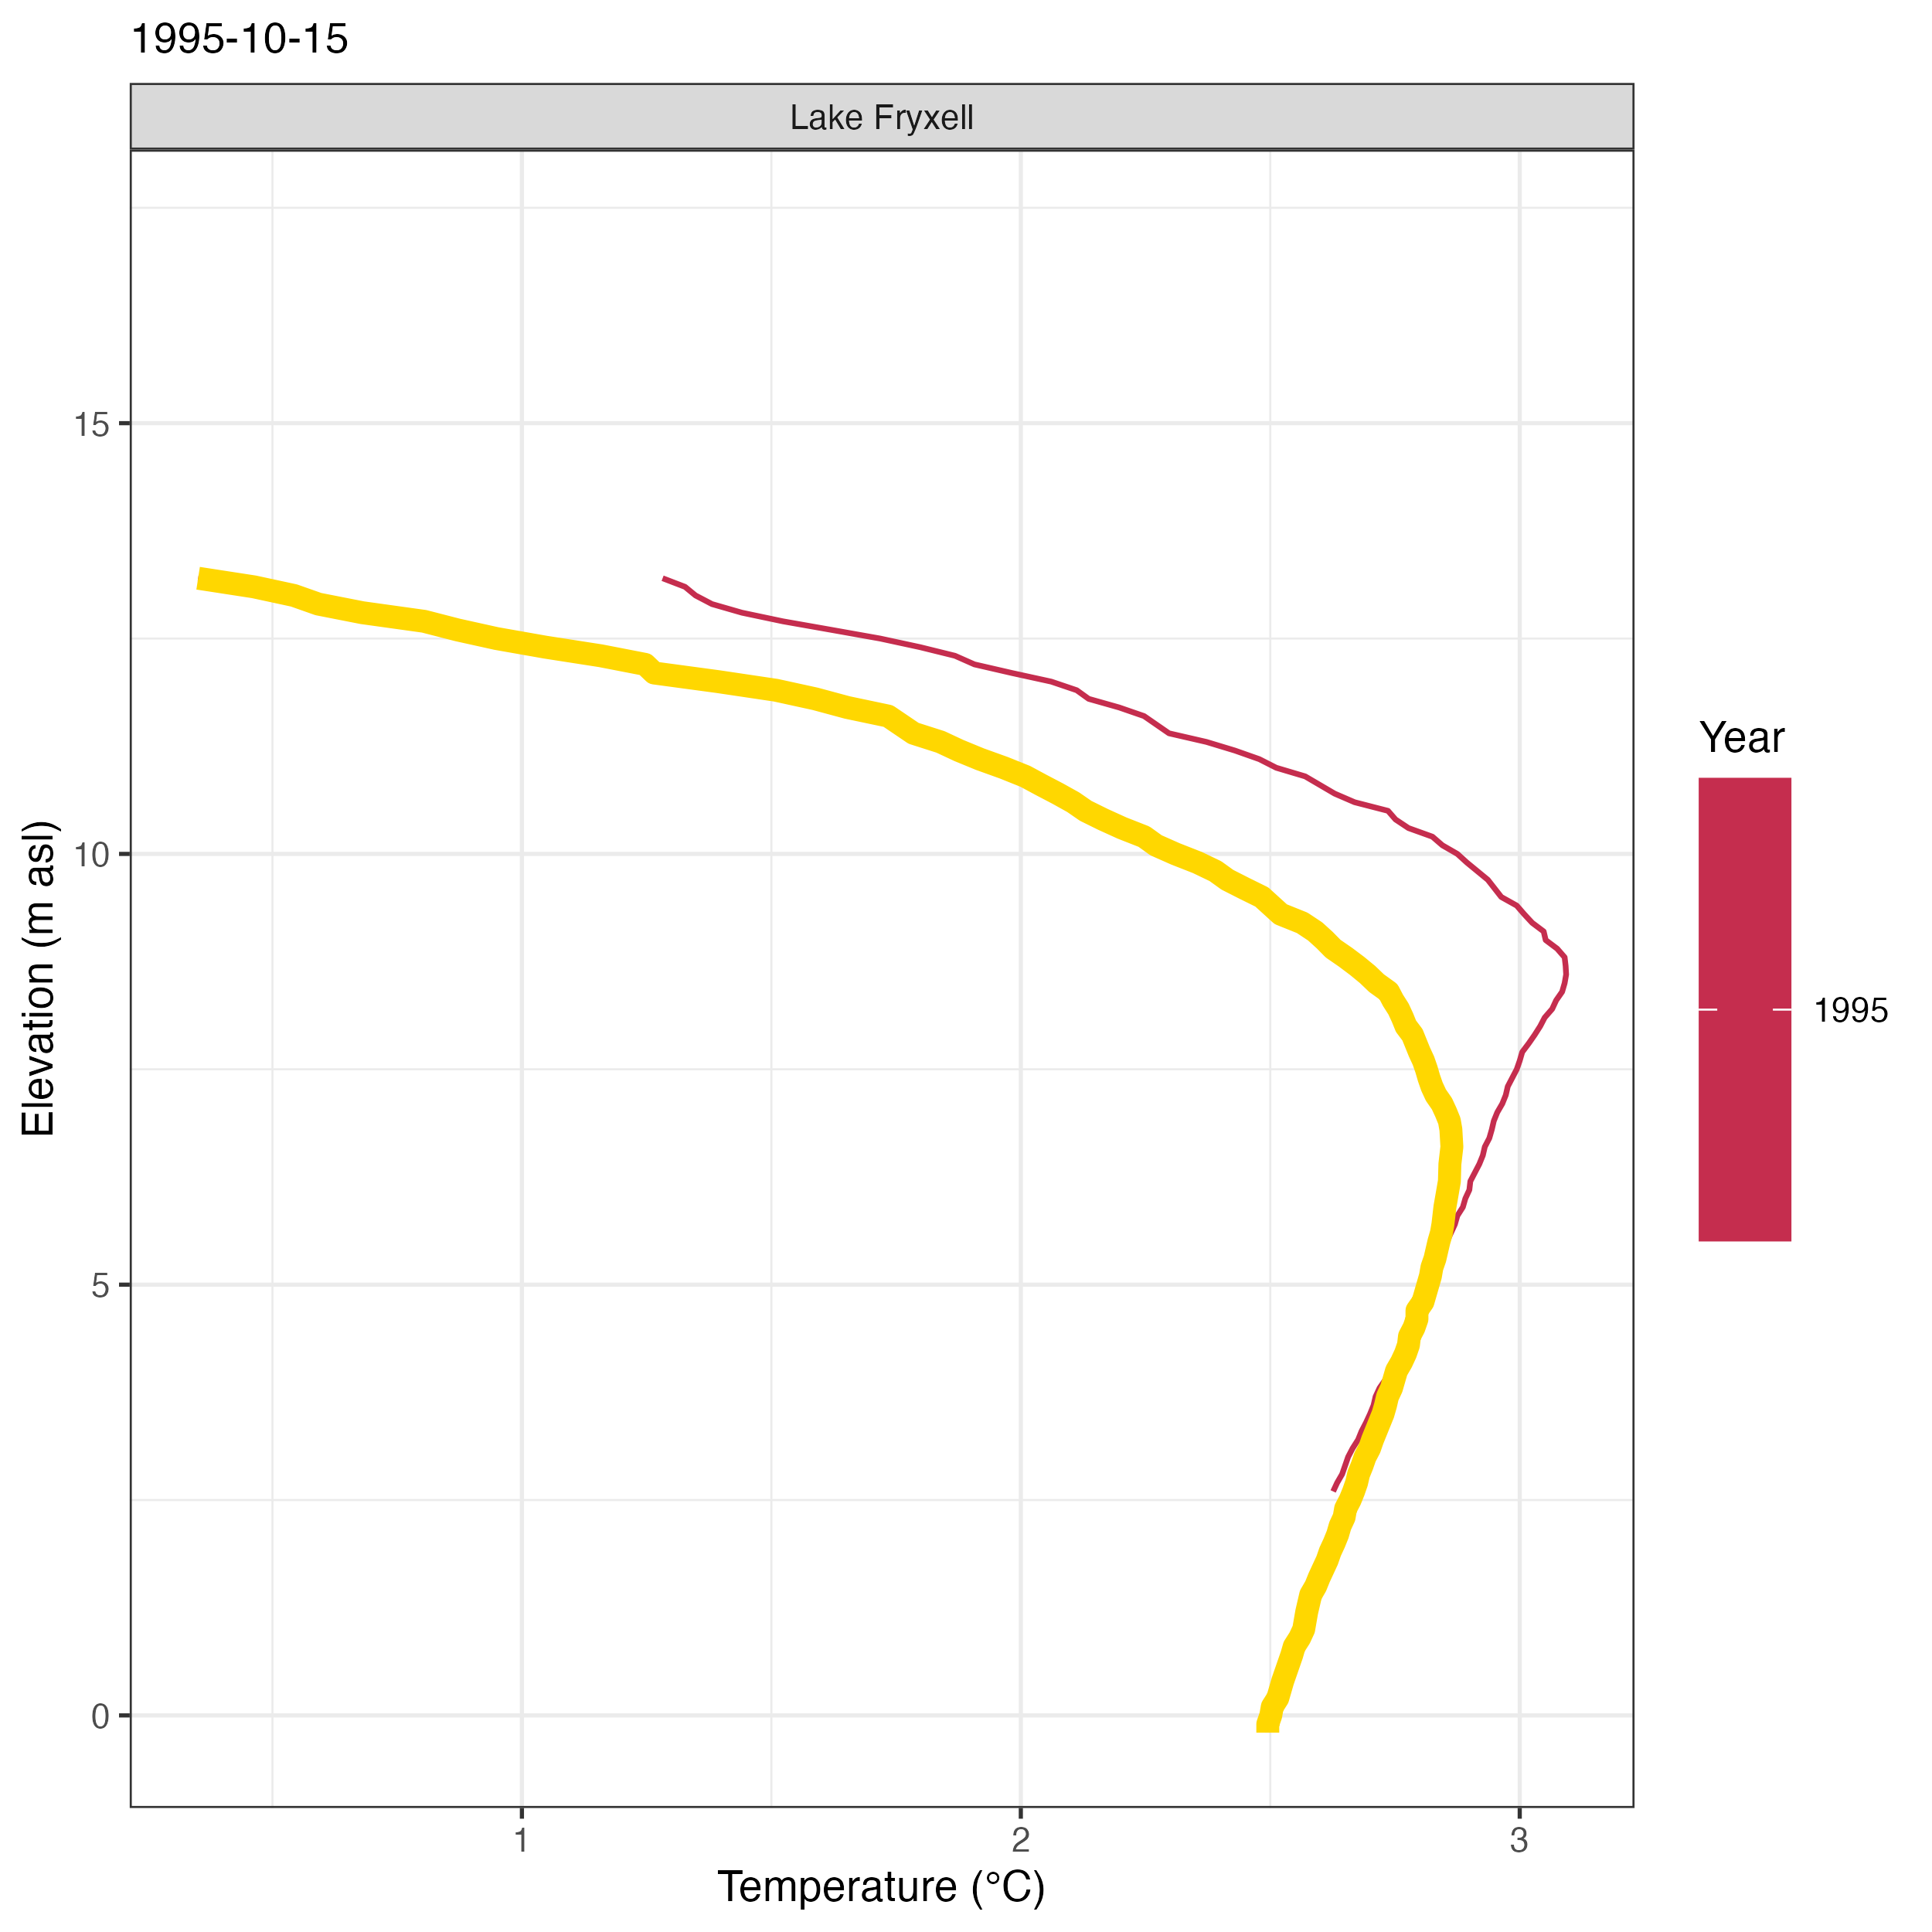 1995-10-15
Lake Fryxell
15
10
5
0
Elevation (m asl)
1
2
3
Temperature (°C)
Year
1995